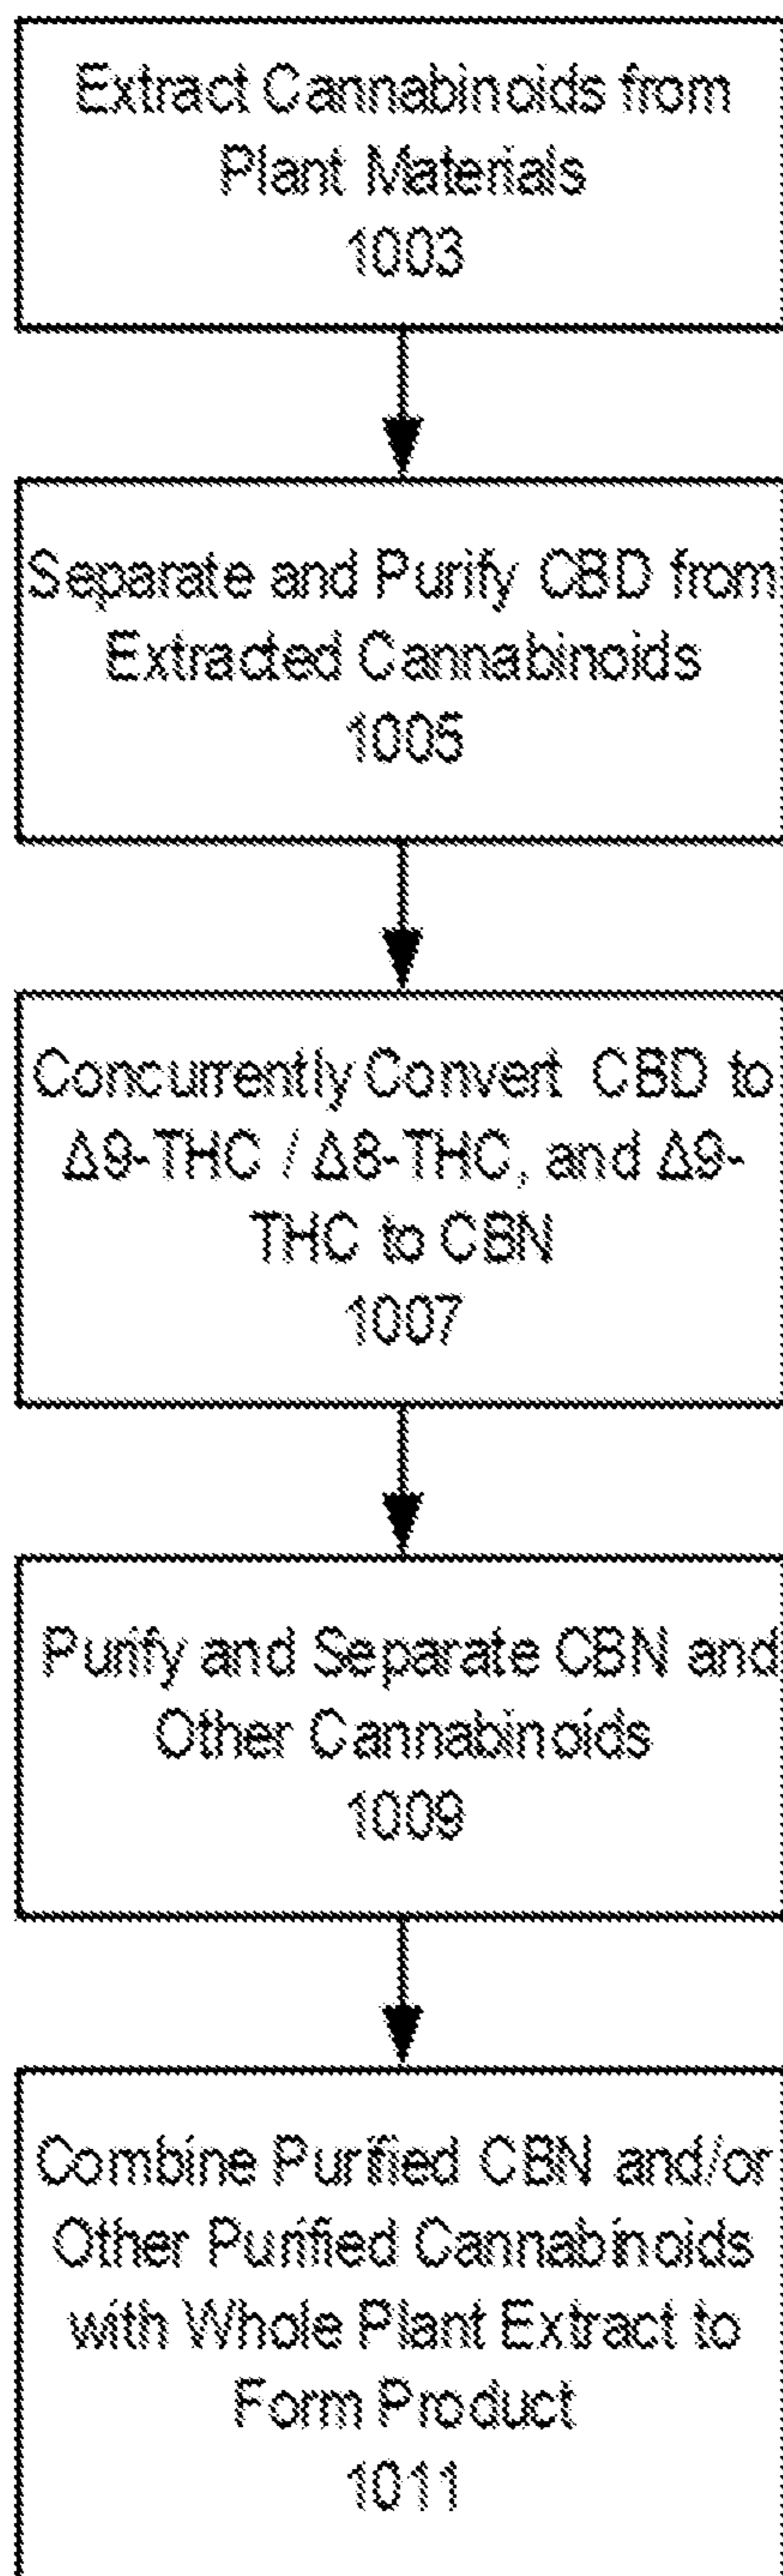 Extract Cannabinoids from
Plant Materials
1003
Separate and Purify CBD from
Extracted Cannabinoids
1005
Concurrently Convert CBD to
Δ9-THC / Δ8-THC, and Δ9-
THC to CBN
1007
Purify and Separate CBN and
Other Cannabinoids
1009
Combine Purified CBN and/or
Other Purified Cannabinoids
with Whole Plant Extract to
Form Product
1011